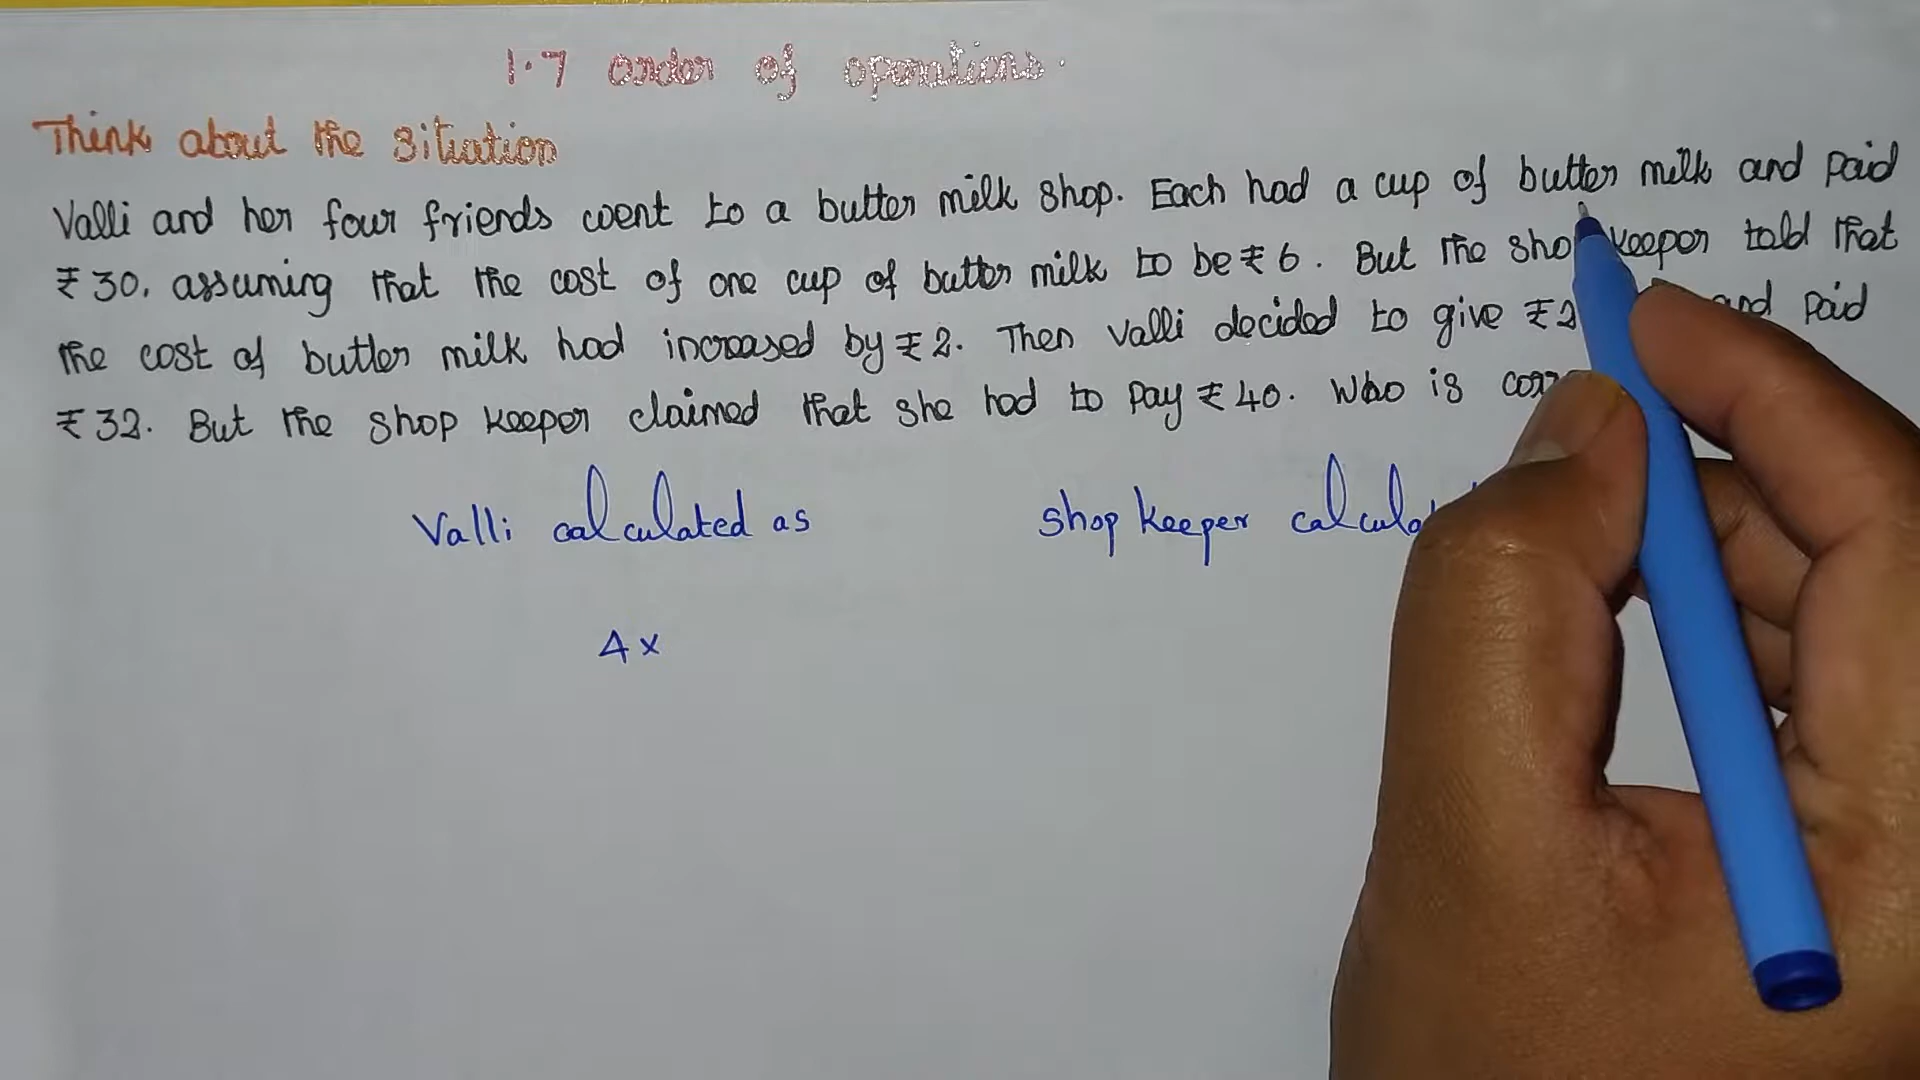 1.7 order of operations.
Think about the situation
Valli and her four friends went to a butter milk shop. Each had a cup of butter milk and paid
₹30, assuming that the cost of one cup of butter milk to be ₹6. But the keeper told that
the cost of butter milk had increased by ₹2. Then Valli decided to give and paid
₹32. But the shop keeper claimed that she had to pay ₹40. Who is
Valli calculated as
shop keeper
4 x